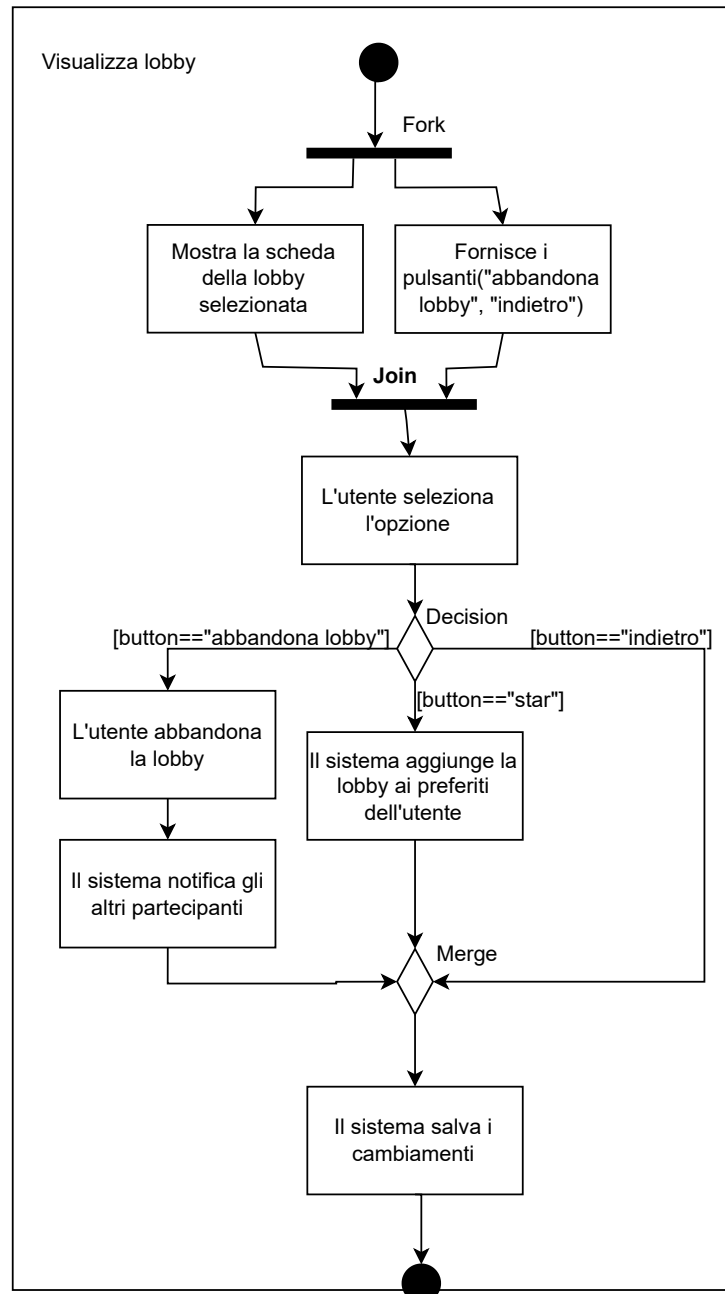 Visualizza lobby
Fork
Mostra la scheda
della lobby
selezionata
Fornisce i
pulsanti("abbandona
lobby", "indietro")
Join
L'utente seleziona
l'opzione
Decision
[button=="abbandona lobby"]
[button=="indietro"]
[button=="star"]
L'utente abbandona
la lobby
Il sistema aggiunge la
lobby ai preferiti
dell'utente
Il sistema notifica gli
altri partecipanti
Merge
Il sistema salva i
cambiamenti